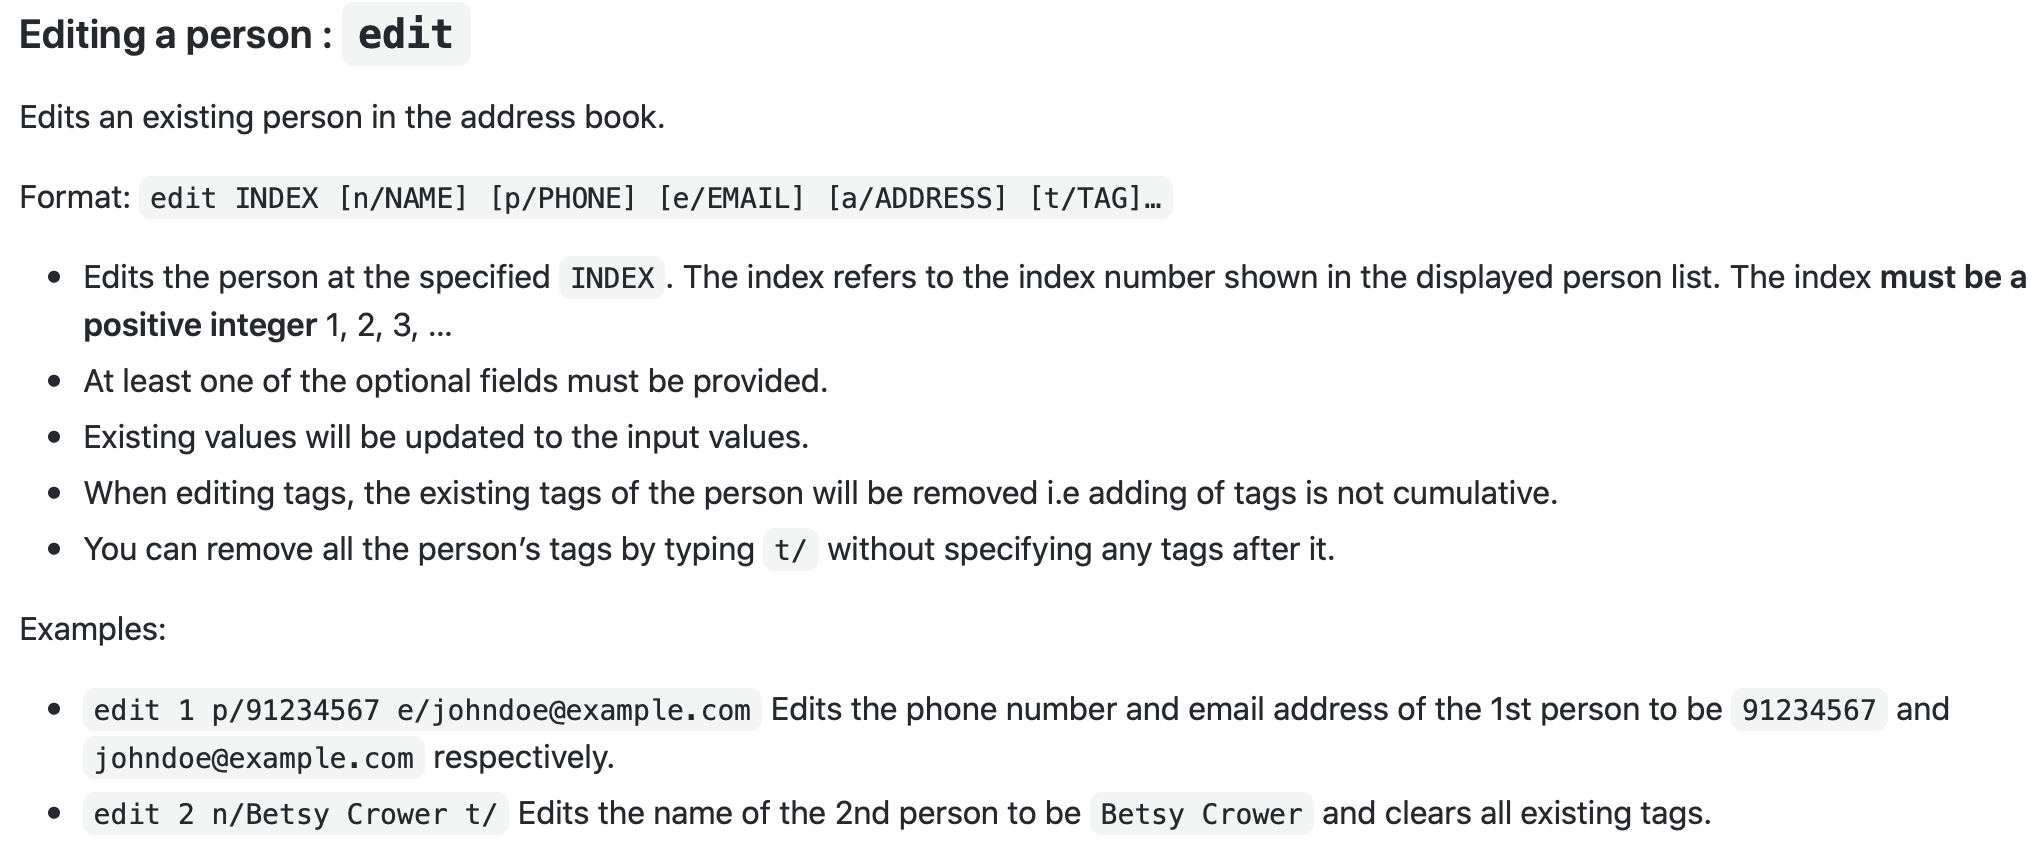 Editing a person : edit
Edits an existing person in the address book.
Format: edit INDEX [n/NAME] [p/PHONE] [e/EMAIL] [a/ADDRESS] [t/TAG]…
• Edits the person at the specified INDEX. The index refers to the index number shown in the displayed person list. The index must be a
positive integer 1, 2, 3, …
• At least one of the optional fields must be provided.
• Existing values will be updated to the input values.
• When editing tags, the existing tags of the person will be removed i.e adding of tags is not cumulative.
• You can remove all the person’s tags by typing t/ without specifying any tags after it.
Examples:
• edit 1 p/91234567 e/johndoe@example.com Edits the phone number and email address of the 1st person to be 91234567 and
johndoe@example.com respectively.
• edit 2 n/Betsy Crower t/ Edits the name of the 2nd person to be Betsy Crower and clears all existing tags.